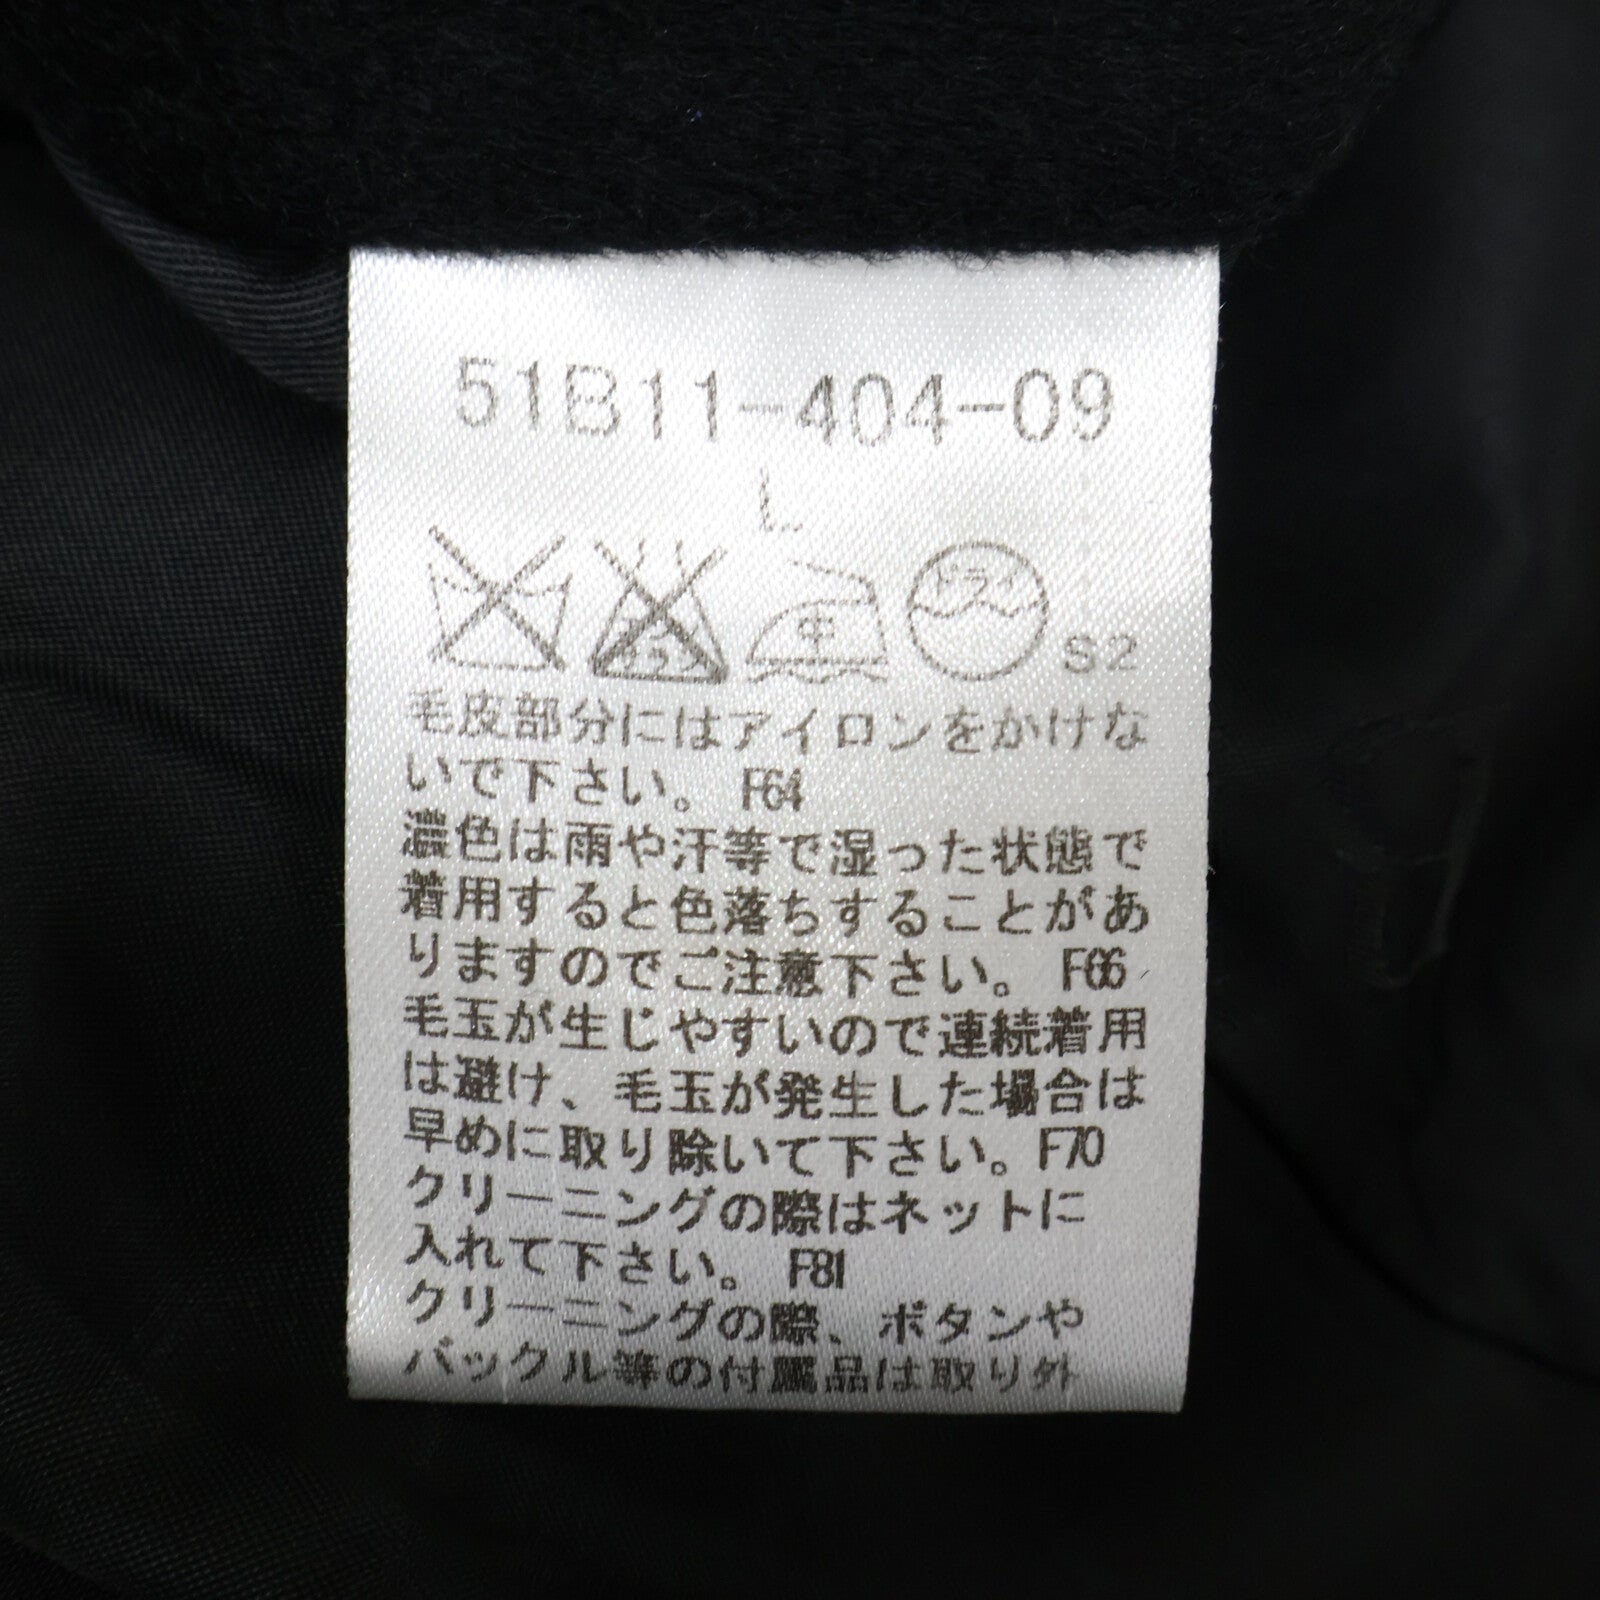 51B11-404-09
L
エンソ
サラシ
中
ドライ
S2
毛皮部分にはアイロンをかけな
いで下さい。 F64
濃色は雨や汗等で湿った状態で
着用すると色落ちすることがあ
りますのでご注意下さい。 F66
毛玉が生じやすいので連続着用
は避け、毛玉が発生した場合は
早めに取り除いて下さい。F70
クリーニングの際はネットに
入れて下さい。 F81
クリーニングの際、ボタンや
バックル等の付属品は取り外